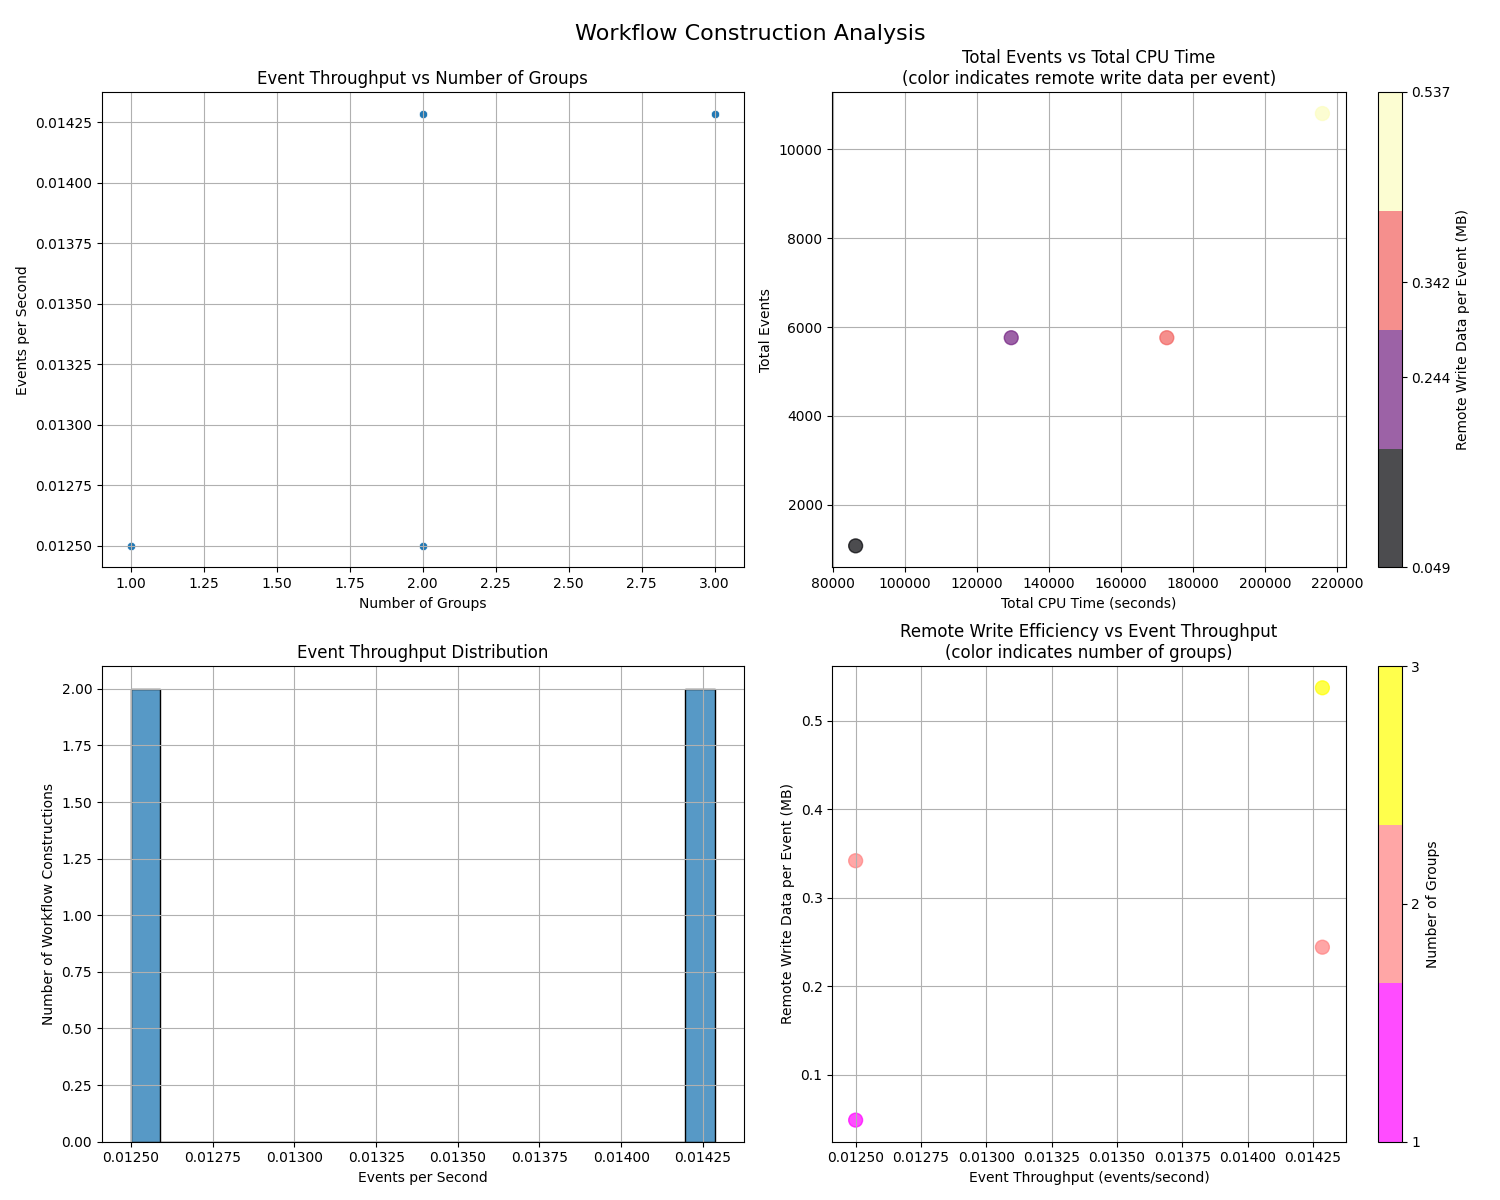 Workflow Construction Analysis
Event Throughput vs Number of Groups
0.01425
0.01400
0.01375
0.01350
0.01325
0.01300
0.01275
0.01250
Events per Second
1.00 1.25 1.50 1.75 2.00 2.25 2.50 2.75 3.00
Number of Groups
Total Events vs Total CPU Time
(color indicates remote write data per event)
10000
8000
6000
4000
2000
Total Events
80000 100000 120000 140000 160000 180000 200000 220000
Total CPU Time (seconds)
0.537
0.342
0.244
0.049
Remote Write Data per Event (MB)
Event Throughput Distribution
2.00
1.75
1.50
1.25
1.00
0.75
0.50
0.25
0.00
Number of Workflow Constructions
0.01250 0.01275 0.01300 0.01325 0.01350 0.01375 0.01400 0.01425
Events per Second
Remote Write Efficiency vs Event Throughput
(color indicates number of groups)
0.5
0.4
0.3
0.2
0.1
Remote Write Data per Event (MB)
0.01250 0.01275 0.01300 0.01325 0.01350 0.01375 0.01400 0.01425
Event Throughput (events/second)
3
2
1
Number of Groups